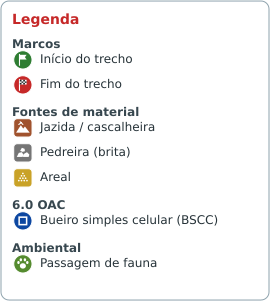 Legenda
Marcos
Início do trecho
Fim do trecho
Fontes de material
Jazida / cascalheira
Pedreira (brita)
Areal
6.0 OAC
Bueiro simples celular (BSCC)
Ambiental
Passagem de fauna